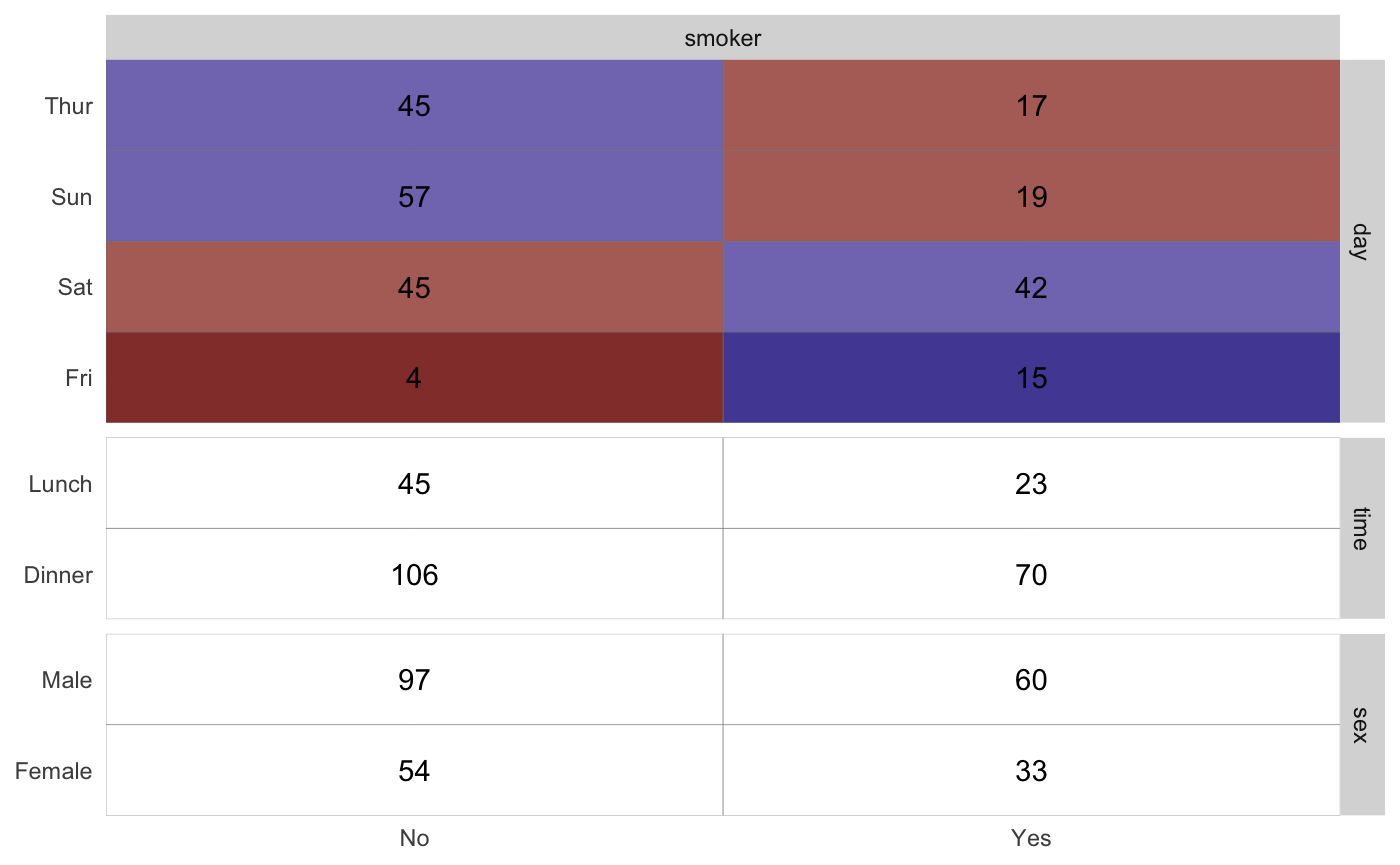 smoker
Thur 45 17
Sun 57 19
Sat 45 42
Fri 4 15
day
Lunch 45 23
Dinner 106 70
time
Male 97 60
Female 54 33
sex
No Yes